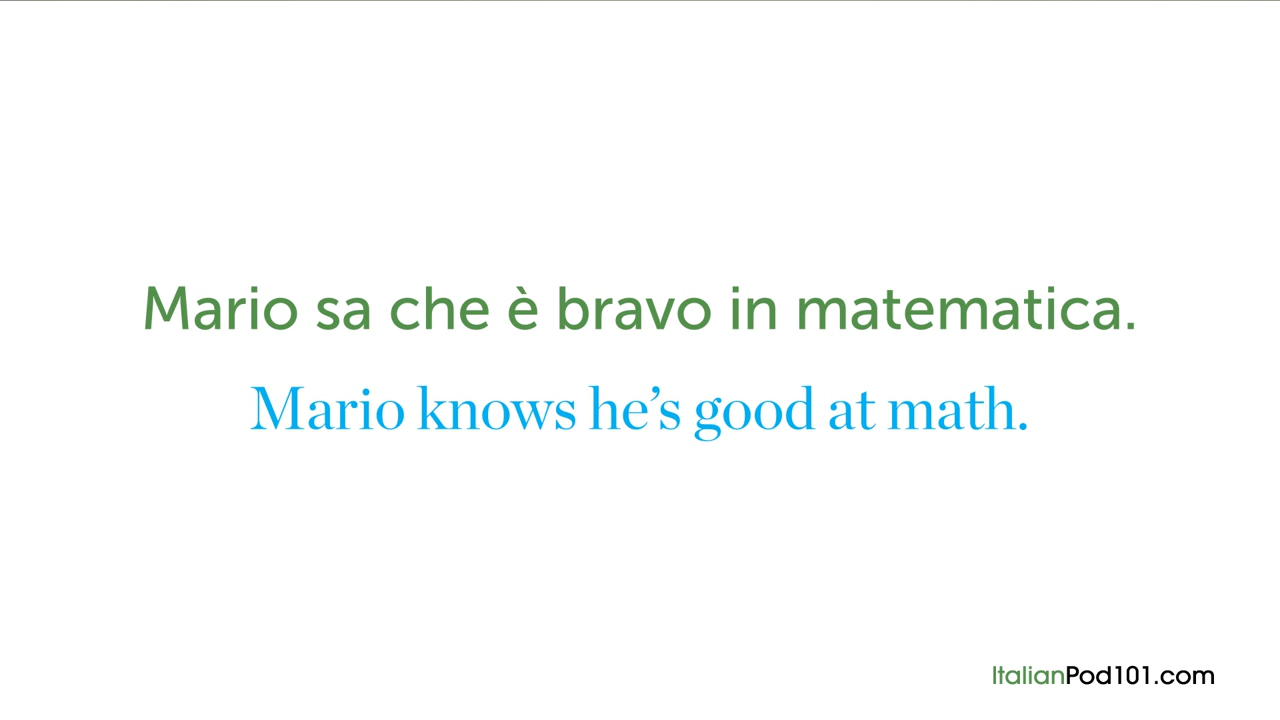 Mario sa che è bravo in matematica.
Mario knows he’s good at math.
ItalianPod101.com